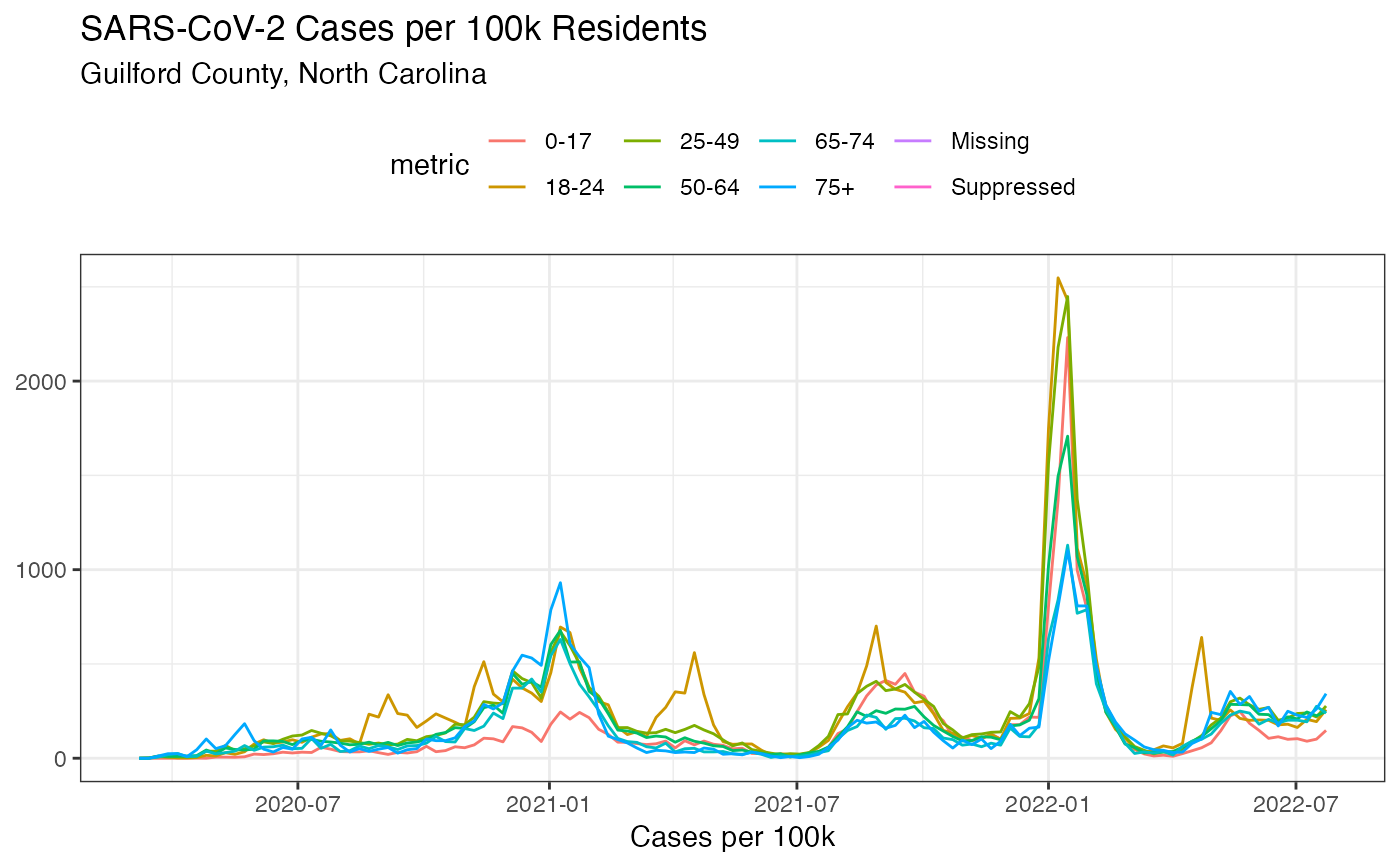 SARS-CoV-2 Cases per 100k Residents
Guilford County, North Carolina
metric
0-17 25-49 65-74 Missing
18-24 50-64 75+ Suppressed
2000
1000
0
2020-07 2021-01 2021-07 2022-01 2022-07
Cases per 100k